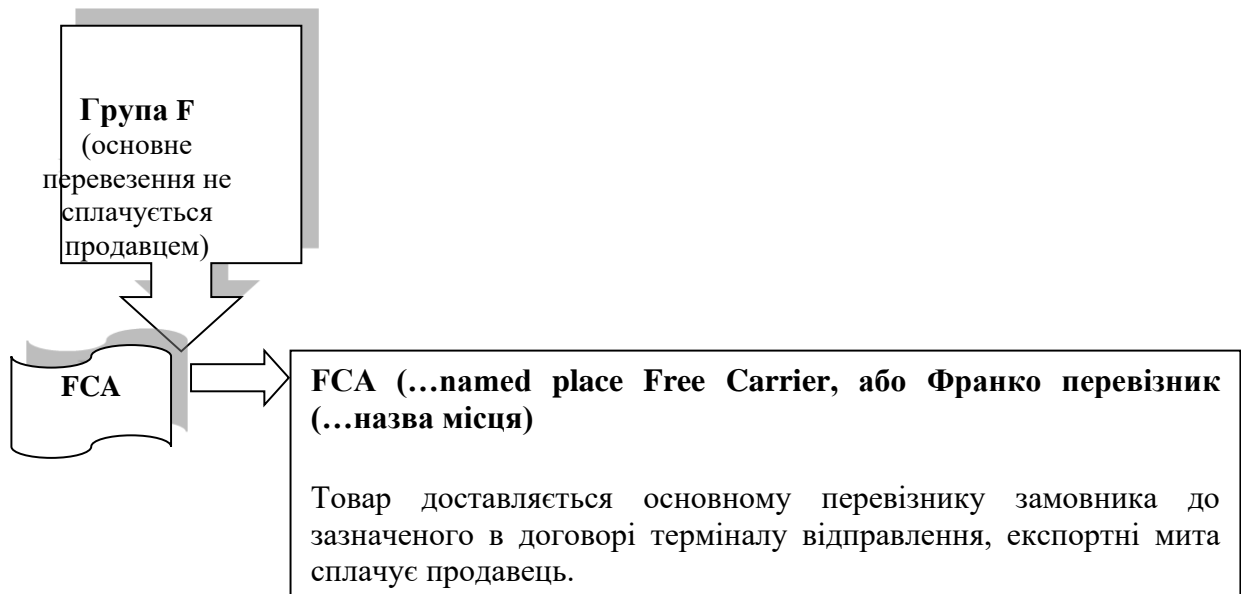 Група F
(основне
перевезення не
сплачується
продавцем)
FCA
FCA (…named place Free Carrier, або Франко перевізник
(…назва місця)
Товар доставляється основному перевізнику замовника до
зазначеного в договорі терміналу відправлення, експортні мита
сплачує продавець.